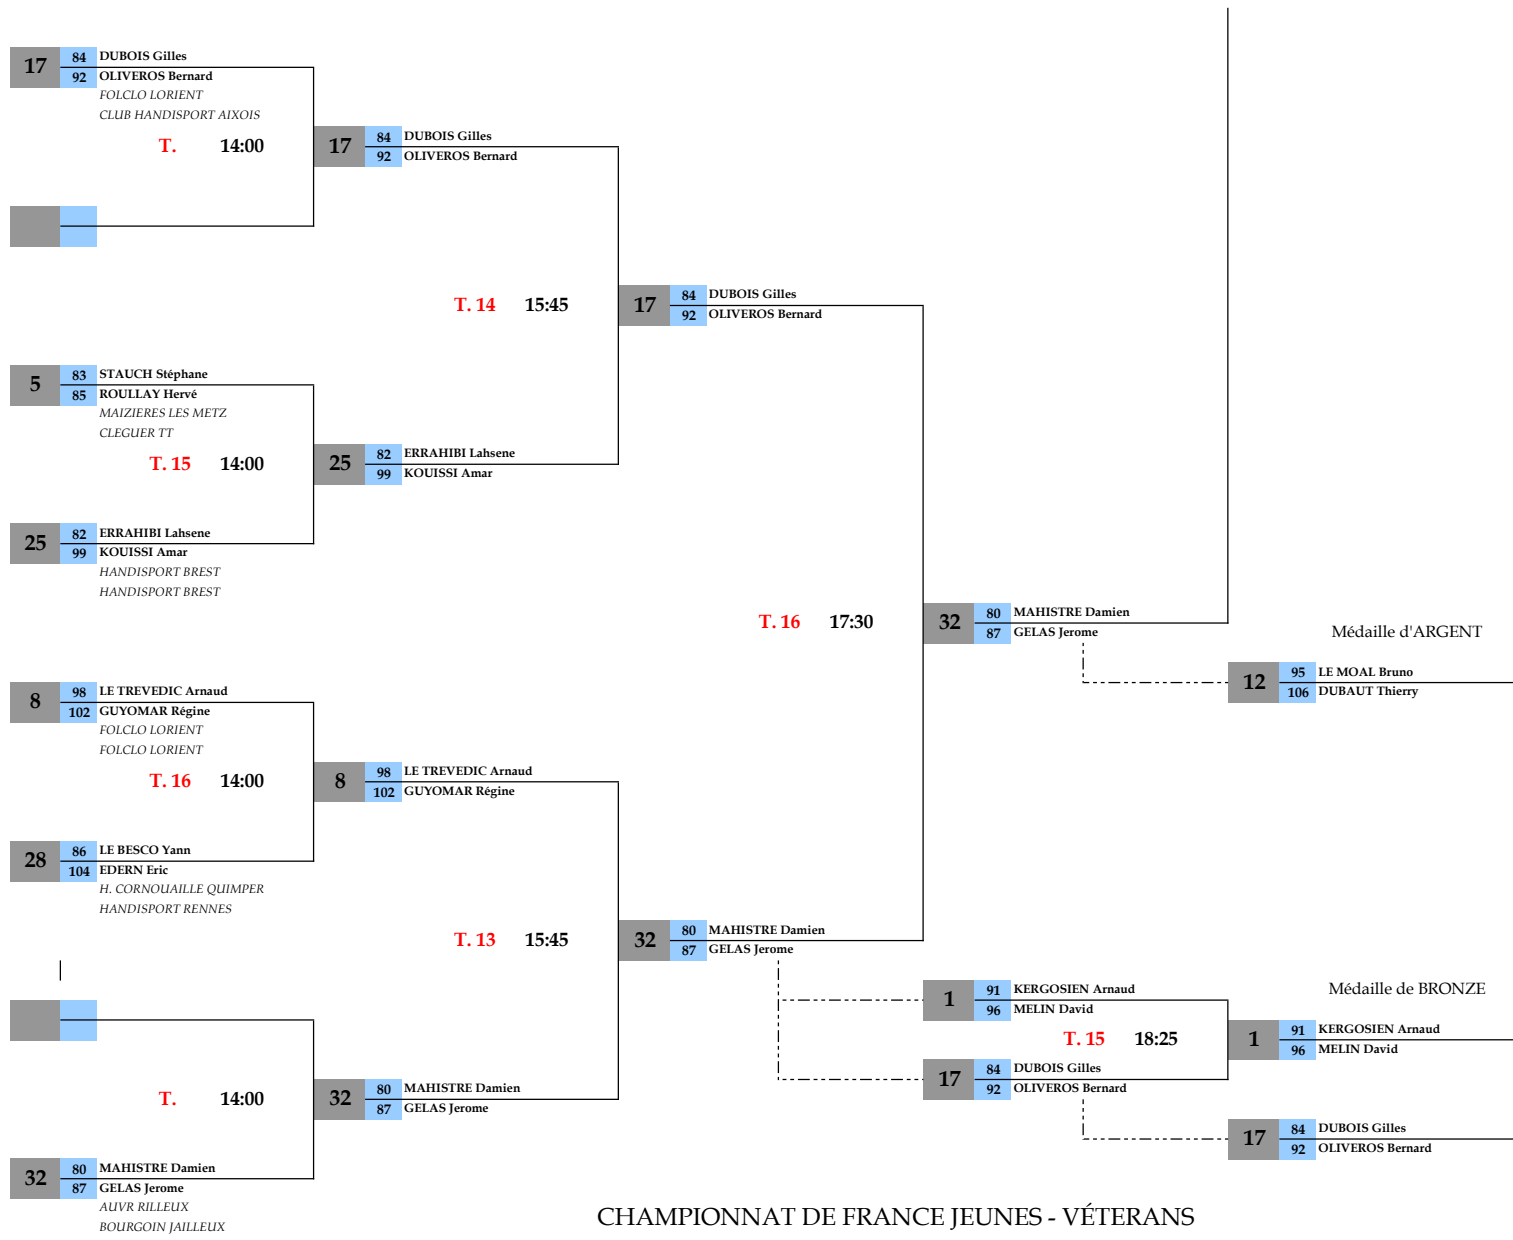 17
84 DUBOIS Gilles
92 OLIVEROS Bernard
FOLCLO LORIENT
CLUB HANDISPORT AIXOIS
T. 14:00
17
84 DUBOIS Gilles
92 OLIVEROS Bernard
T. 14 15:45
17
84 DUBOIS Gilles
92 OLIVEROS Bernard
5
83 STAUCH Stéphane
85 ROULLAY Hervé
MAIZIERES LES METZ
CLEGUER TT
T. 15 14:00
25
82 ERRAHIBI Lahsene
99 KOUISSI Amar
25
82 ERRAHIBI Lahsene
99 KOUISSI Amar
HANDISPORT BREST
HANDISPORT BREST
T. 16 17:30
32
80 MAHISTRE Damien
87 GELAS Jerome
Médaille d'ARGENT
12
95 LE MOAL Bruno
106 DUBAUT Thierry
8
98 LE TREVEDIC Arnaud
102 GUYOMAR Régine
FOLCLO LORIENT
FOLCLO LORIENT
T. 16 14:00
8
98 LE TREVEDIC Arnaud
102 GUYOMAR Régine
28
86 LE BESCO Yann
104 EDERN Eric
H. CORNOUAILLE QUIMPER
HANDISPORT RENNES
T. 13 15:45
32
80 MAHISTRE Damien
87 GELAS Jerome
1
91 KERGOSIEN Arnaud
96 MELIN David
Médaille de BRONZE
T. 15 18:25
1
91 KERGOSIEN Arnaud
96 MELIN David
17
84 DUBOIS Gilles
92 OLIVEROS Bernard
T. 14:00
32
80 MAHISTRE Damien
87 GELAS Jerome
17
84 DUBOIS Gilles
92 OLIVEROS Bernard
32
80 MAHISTRE Damien
87 GELAS Jerome
AUVR RILLEUX
BOURGOIN JAILLEUX
CHAMPIONNAT DE FRANCE JEUNES - VÉTERANS